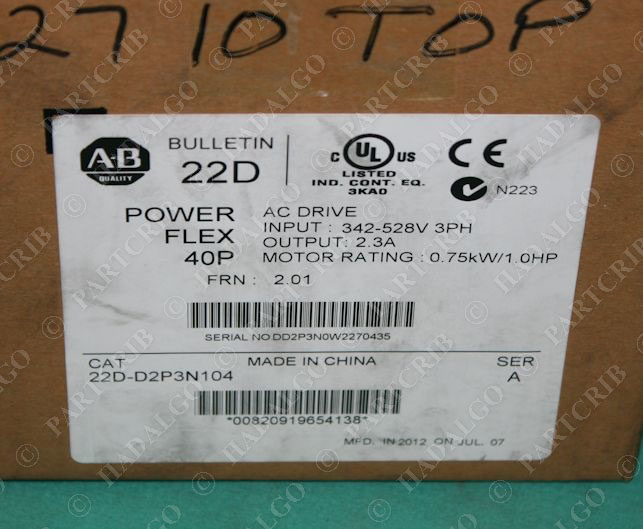 2710 TOP
A-B
QUALITY
BULLETIN
22D
C UL US
LISTED
IND. CONT. EQ.
3KA0
CE
N223
POWER
FLEX
40P
AC DRIVE
INPUT : 342-528V 3PH
OUTPUT: 2.3A
MOTOR RATING : 0.75kW/1.0HP
FRN : 2.01
SERIAL NO DD2P3N0W2270435
CAT
MADE IN CHINA
SER
22D-D2P3N104
A
*00820919654138*
MFD. IN 2012 ON JUL. 07
© HADALGO
© PARTCRIB